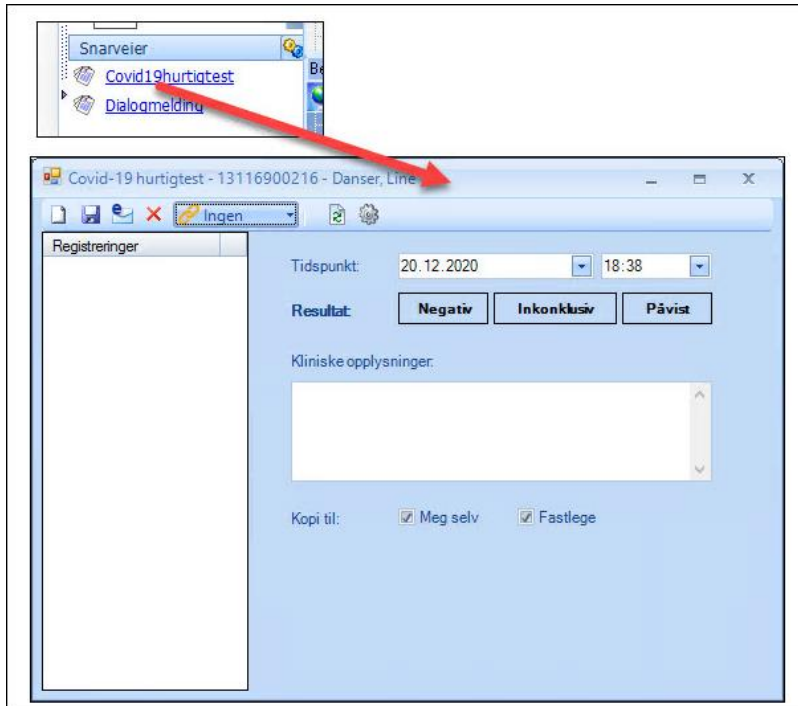 Snarveier
Covid19hurtigtest
Be
Dialogmelding
Covid-19 hurtigtest - 13116900216 - Danser, Line
Ingen
Registreringer
Tidspunkt: 20.12.2020 18:38
Resultat: Negativ Inkonklusiv Påvist
Kliniske opplysninger:
Kopi til: Meg selv Fastlege